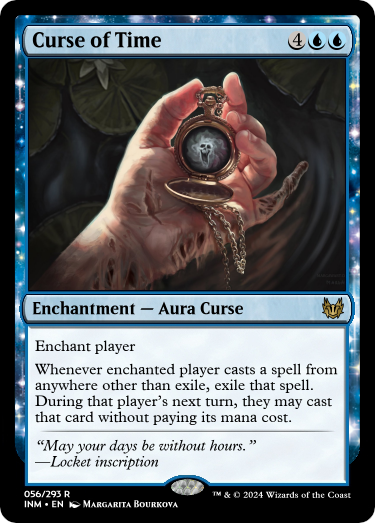 Curse of Time 4
Enchantment — Aura Curse
Enchant player
Whenever enchanted player casts a spell from
anywhere other than exile, exile that spell.
During that player's next turn, they may cast
that card without paying its mana cost.
“May your days be without hours.”
—Locket inscription
056/293 R
INM • EN MARGARITA BOURKOVA
™ & © 2024 Wizards of the Coast